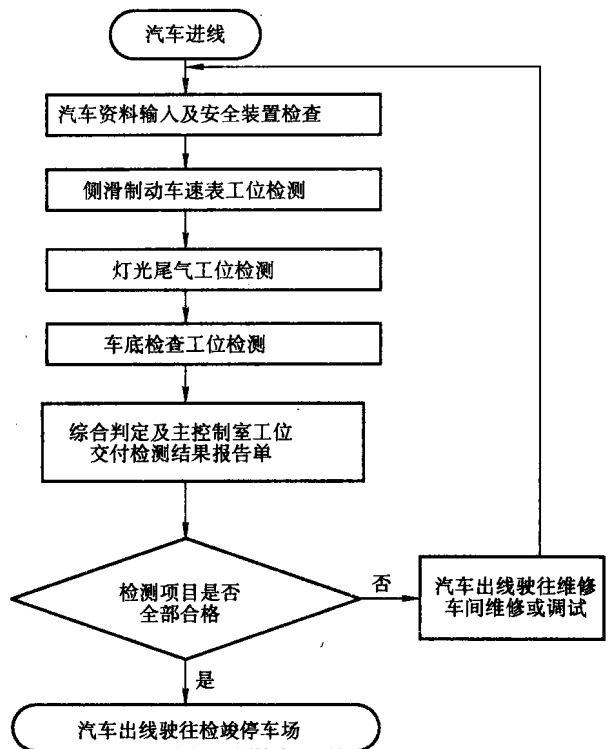 汽车进线
汽车资料输入及安全装置检查
侧滑制动车速表工位检测
灯光尾气工位检测
车底检查工位检测
综合判定及主控制室工位
交付检测结果报告单
检测项目是否
全部合格
否
汽车出线驶往维修
车间维修或调试
是
汽车出线驶往检竣停车场